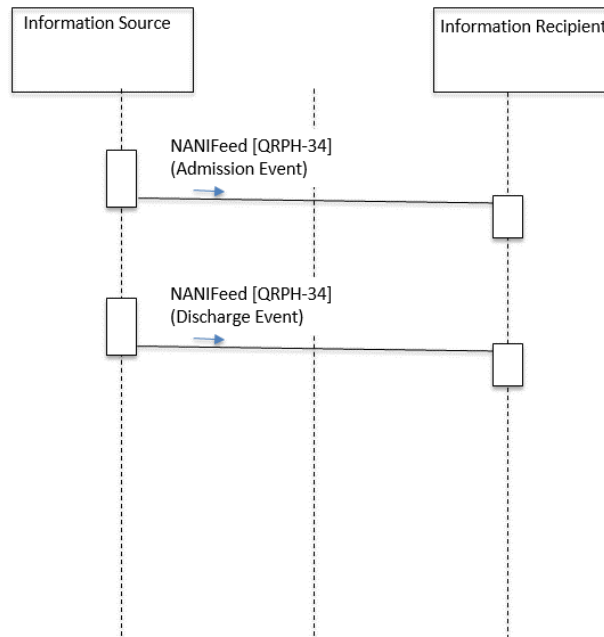 Information Source
Information Recipient
NANIFeed [QRPH-34]
(Admission Event)
NANIFeed [QRPH-34]
(Discharge Event)